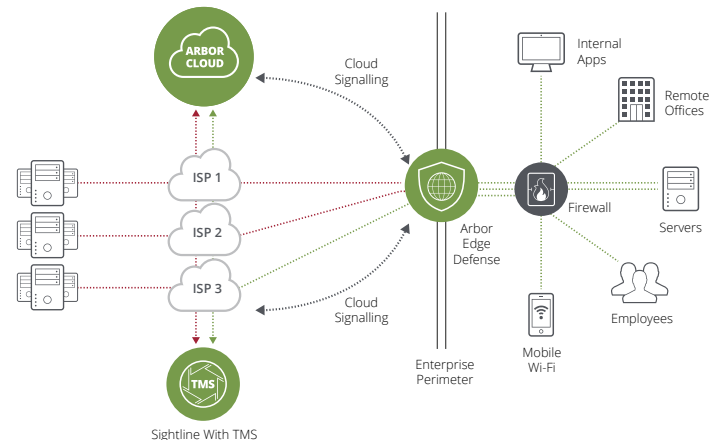 ARBOR
CLOUD
Cloud
Signalling
Internal
Apps
Remote
Offices
ISP 1
ISP 2
ISP 3
Arbor
Edge
Defense
Firewall
Servers
Cloud
Signalling
Employees
Mobile
Wi-Fi
Enterprise
Perimeter
TMS
Sightline With TMS